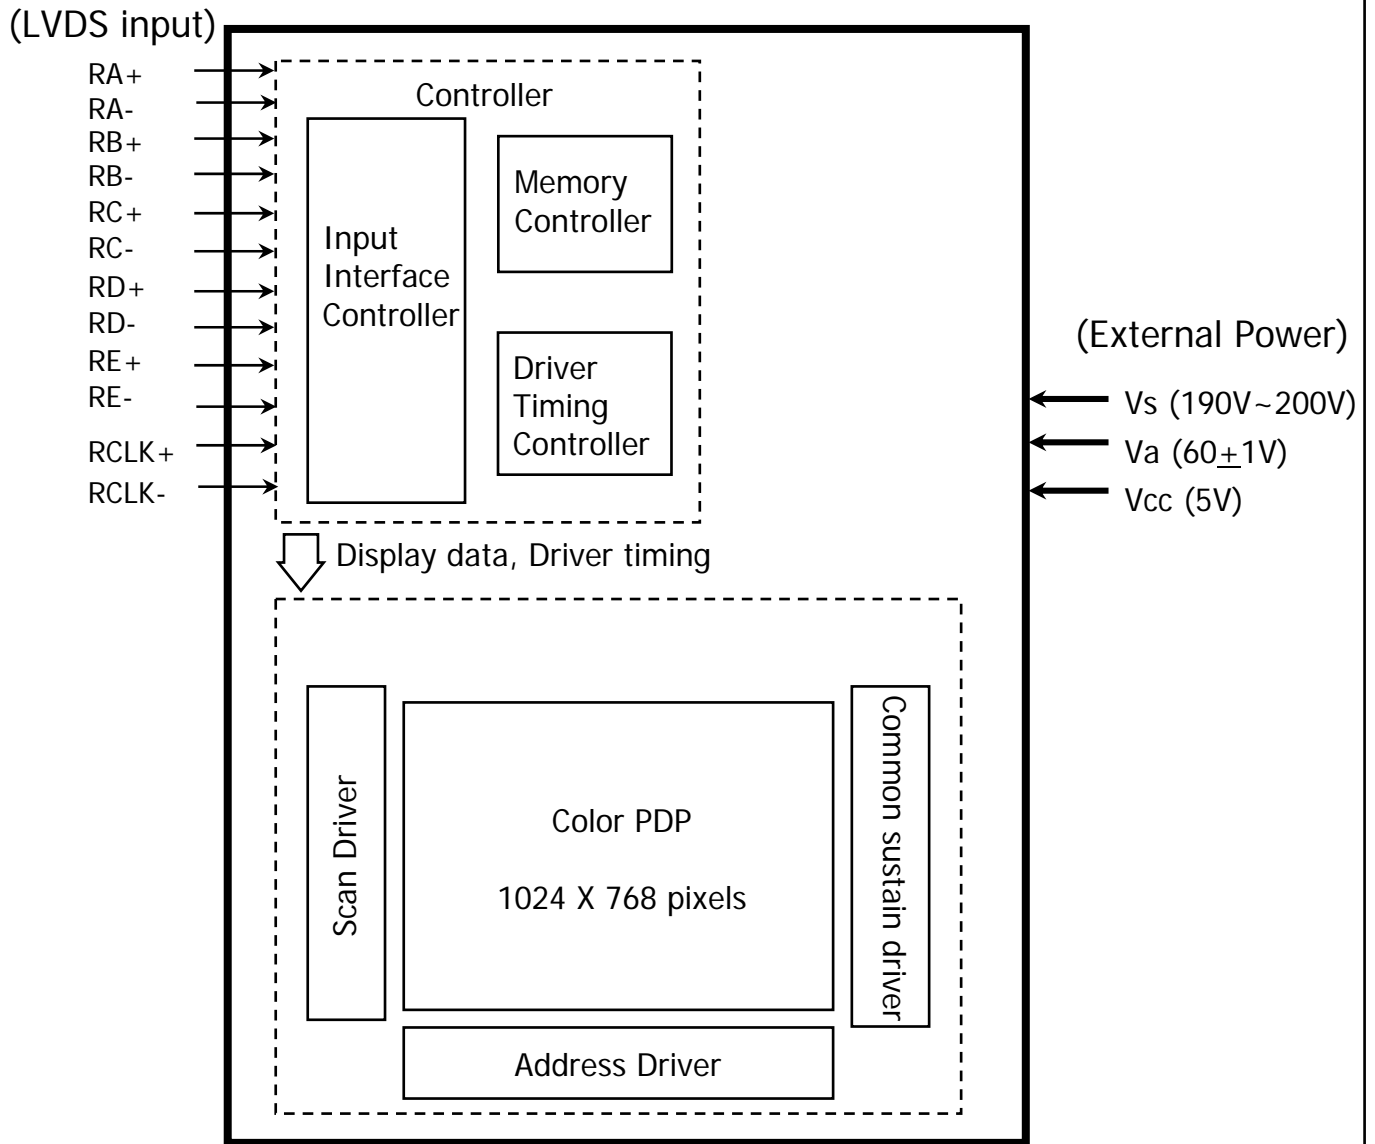 (LVDS input)
RA+
RA-
RB+
RB-
RC+
RC-
RD+
RD-
RE+
RE-
RCLK+
RCLK-
Controller
Input
Interface
Controller
Memory
Controller
Driver
Timing
Controller
(External Power)
Vs (190V~200V)
Va (60±1V)
Vcc (5V)
Display data, Driver timing
Scan Driver
Color PDP
1024 X 768 pixels
Common sustain driver
Address Driver